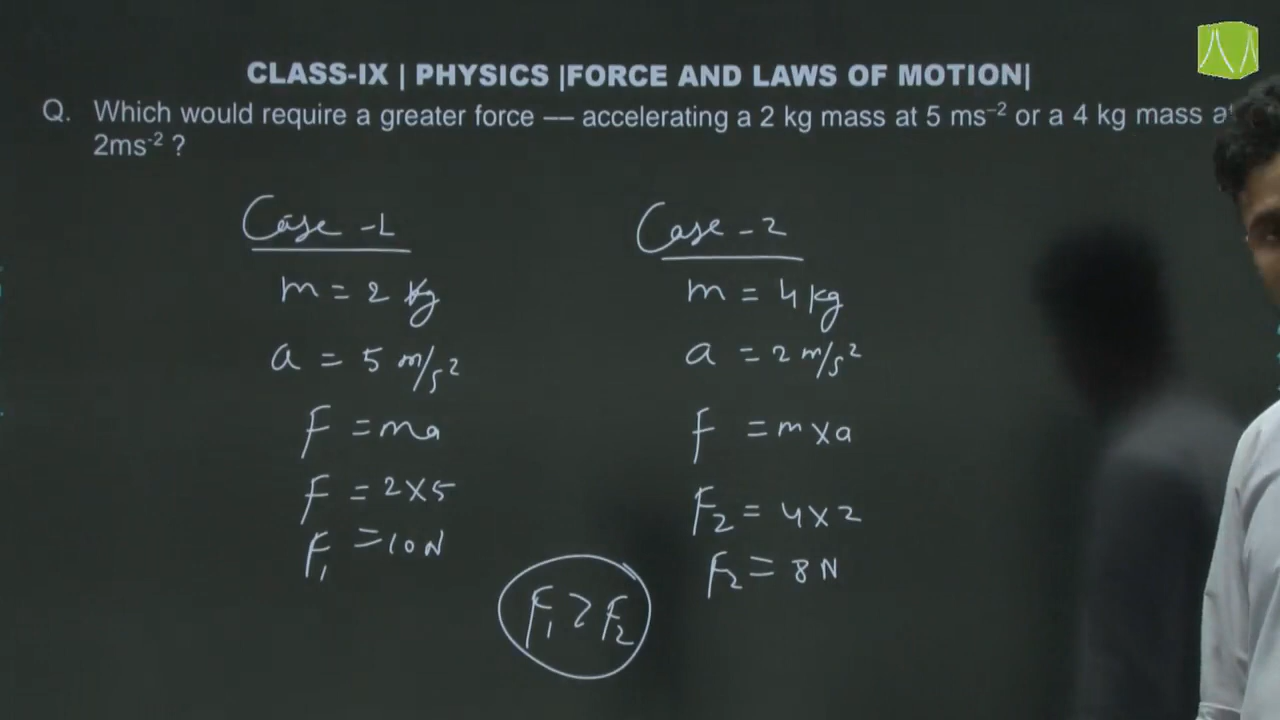 CLASS-IX | PHYSICS |FORCE AND LAWS OF MOTION|
Q. Which would require a greater force — accelerating a 2 kg mass at 5 ms⁻² or a 4 kg mass at
2ms⁻² ?
Case -1
m = 2 kg
a = 5 m/s²
F = ma
F = 2×5
F₁ = 10N
Case - 2
m = 4 kg
a = 2 m/s²
F = m×a
F₂ = 4×2
F₂ = 8N
F₁ > F₂